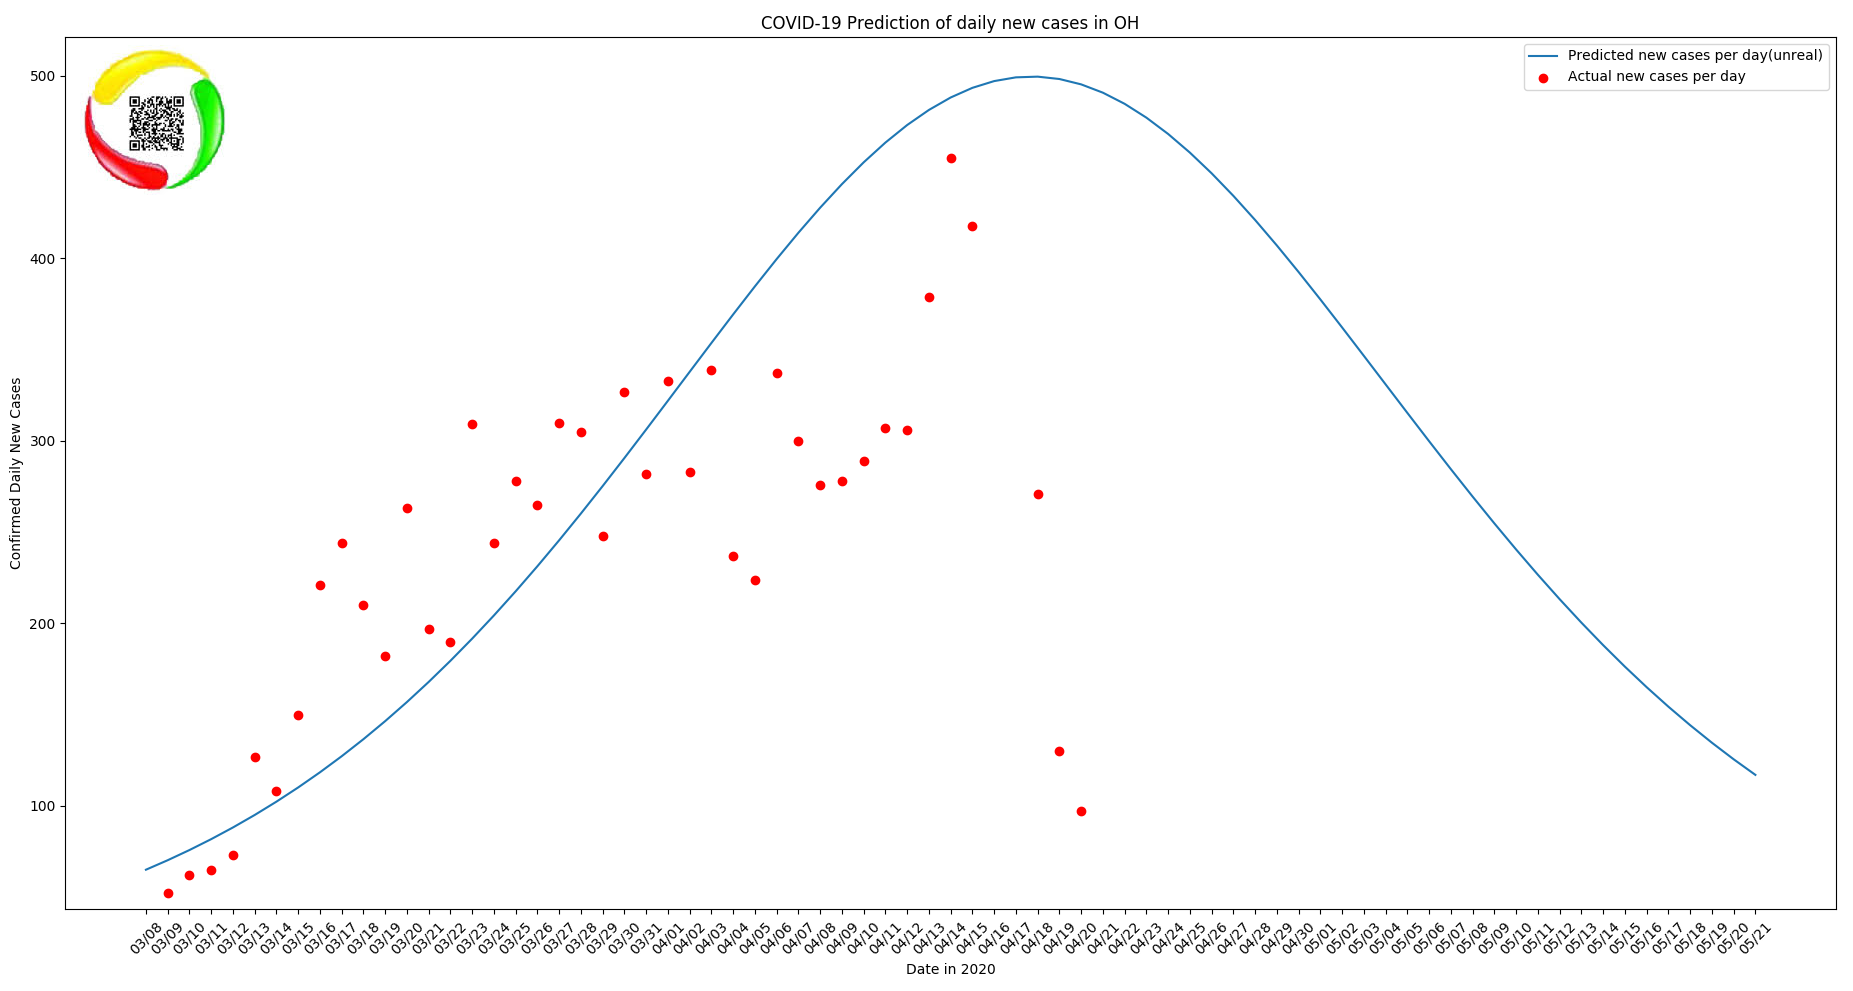 COVID-19 Prediction of daily new cases in OH
Predicted new cases per day(unreal)
Actual new cases per day
500
400
300
200
100
Confirmed Daily New Cases
03/08 03/09 03/10 03/11 03/12 03/13 03/14 03/15 03/16 03/17 03/18 03/19 03/20 03/21 03/22 03/23 03/24 03/25 03/26 03/27 03/28 03/29 03/30 03/31 04/01 04/02 04/03 04/04 04/05 04/06 04/07 04/08 04/09 04/10 04/11 04/12 04/13 04/14 04/15 04/16 04/17 04/18 04/19 04/20 04/21 04/22 04/23 04/24 04/25 04/26 04/27 04/28 04/29 04/30 05/01 05/02 05/03 05/04 05/05 05/06 05/07 05/08 05/09 05/10 05/11 05/12 05/13 05/14 05/15 05/16 05/17 05/18 05/19 05/20 05/21
Date in 2020